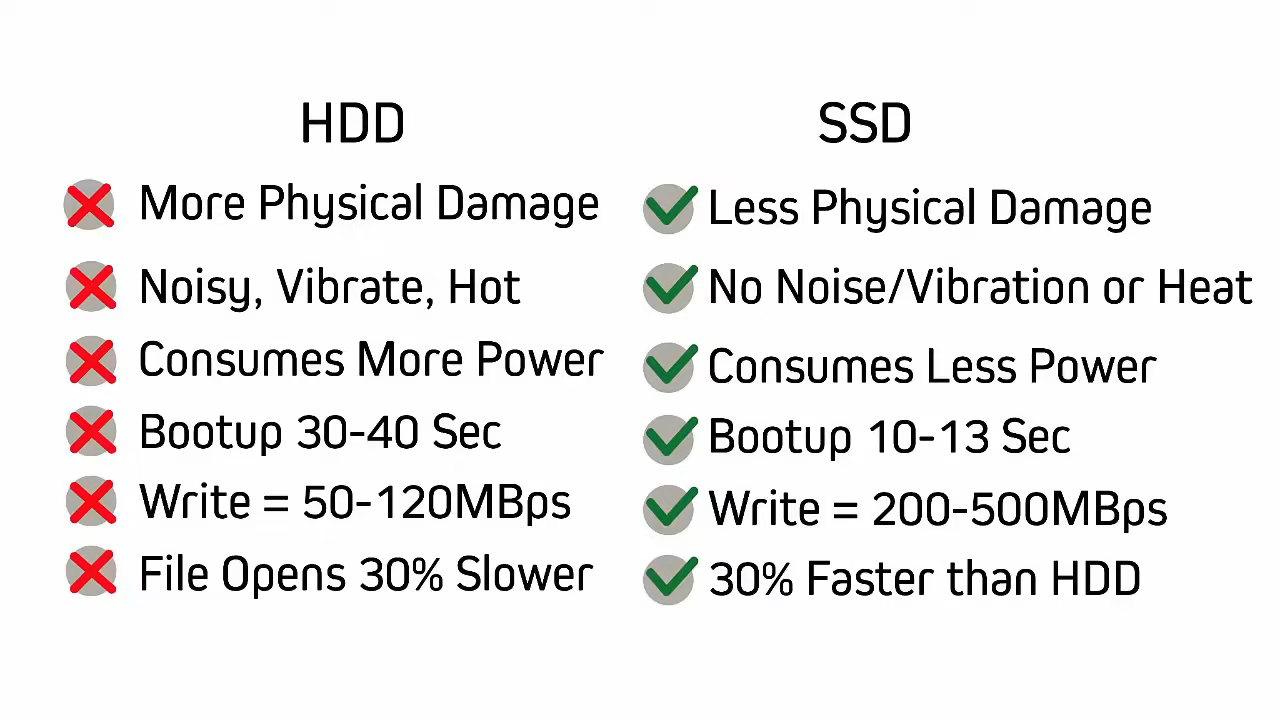 HDD
More Physical Damage
Noisy, Vibrate, Hot
Consumes More Power
Bootup 30-40 Sec
Write = 50-120MBps
File Opens 30% Slower
SSD
Less Physical Damage
No Noise/Vibration or Heat
Consumes Less Power
Bootup 10-13 Sec
Write = 200-500MBps
30% Faster than HDD